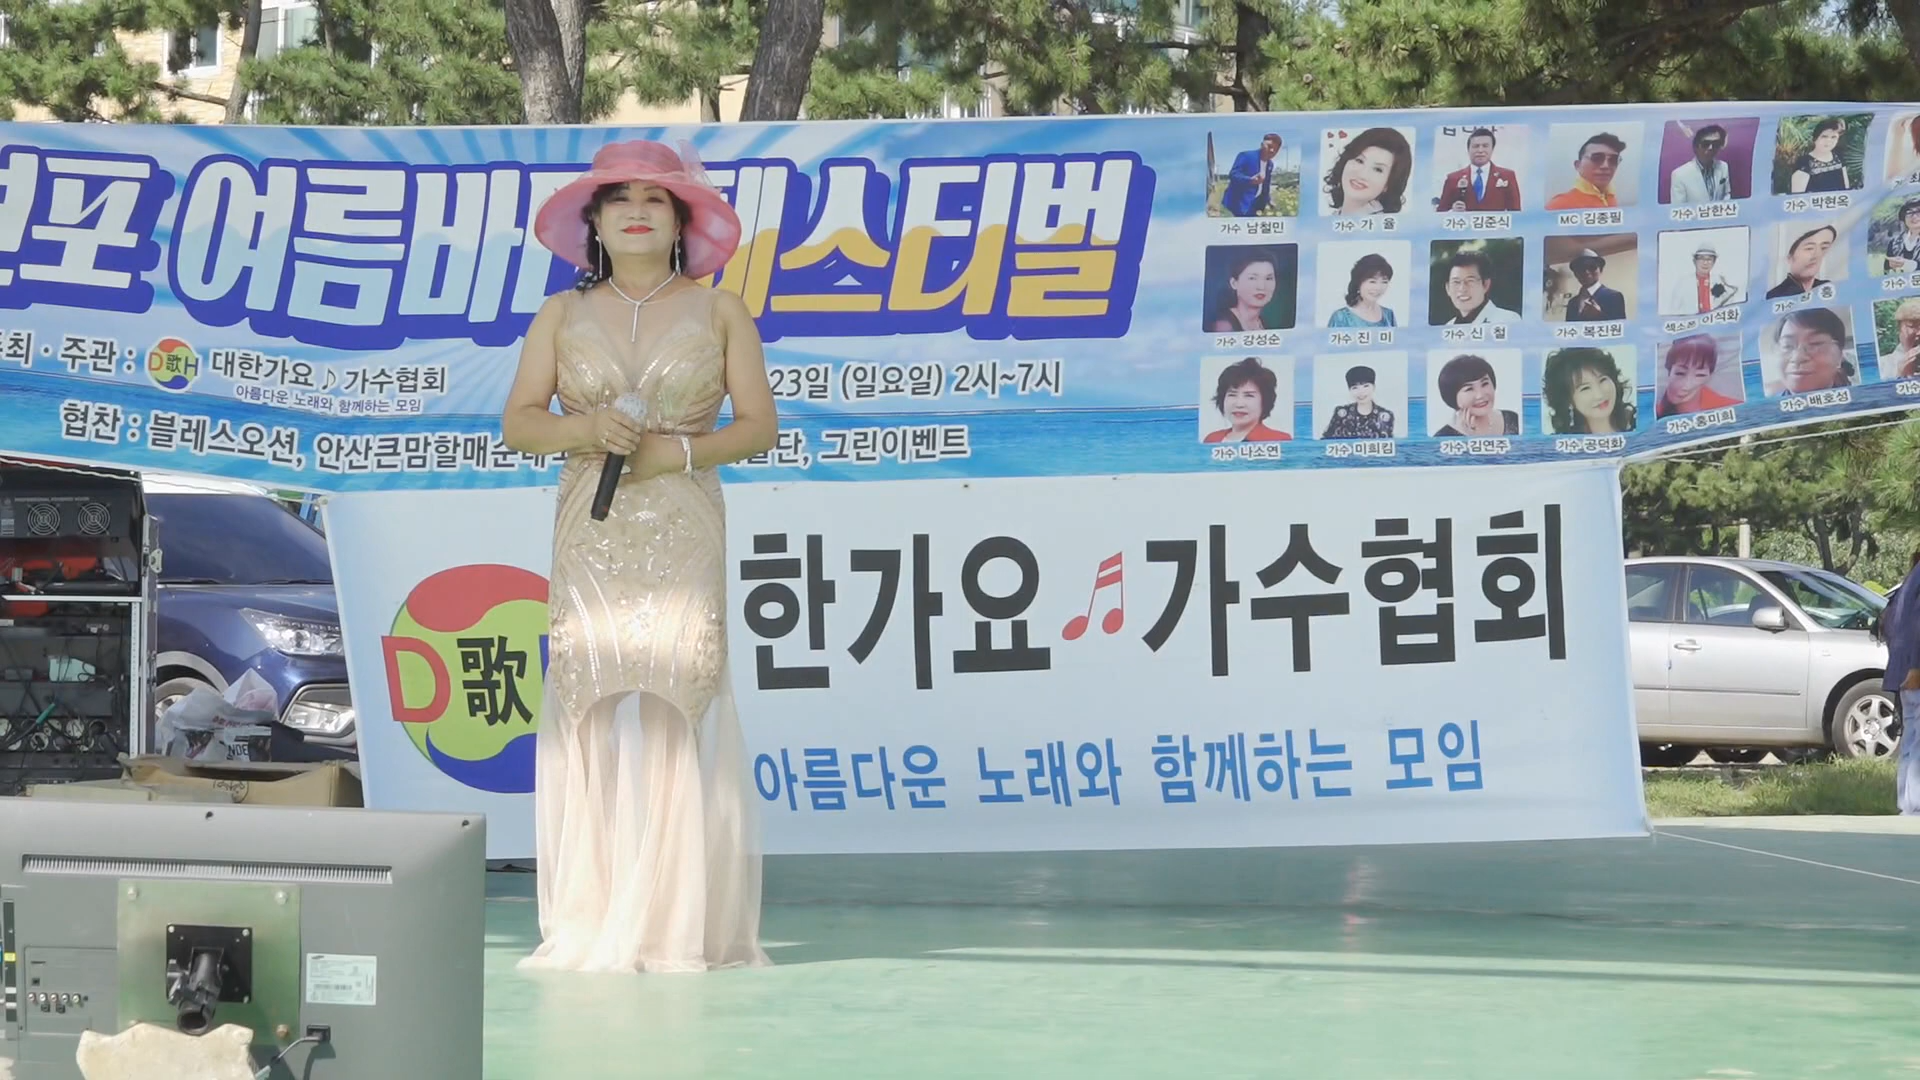 포 여름바 페스티벌
주최 · 주관 : D歌H 대한가요♪가수협회
아름다운 노래와 함께하는 모임
23일 (일요일) 2시~7시
협찬 : 블레스오션, 안산큰맘할매순대 단, 그린이벤트
가수 남철민 가수 가 율 가수 김준식 MC 김종필 가수 남한산 가수 박현옥
가수 강성순 가수 진 미 가수 신 철 가수 복진원 색소폰 이석화 가수
가수 나소연 가수 미희킴 가수 김연주 가수 공덕화 가수 홍미희 가수 배호성 가수
D歌
한가요 가수협회
아름다운 노래와 함께하는 모임